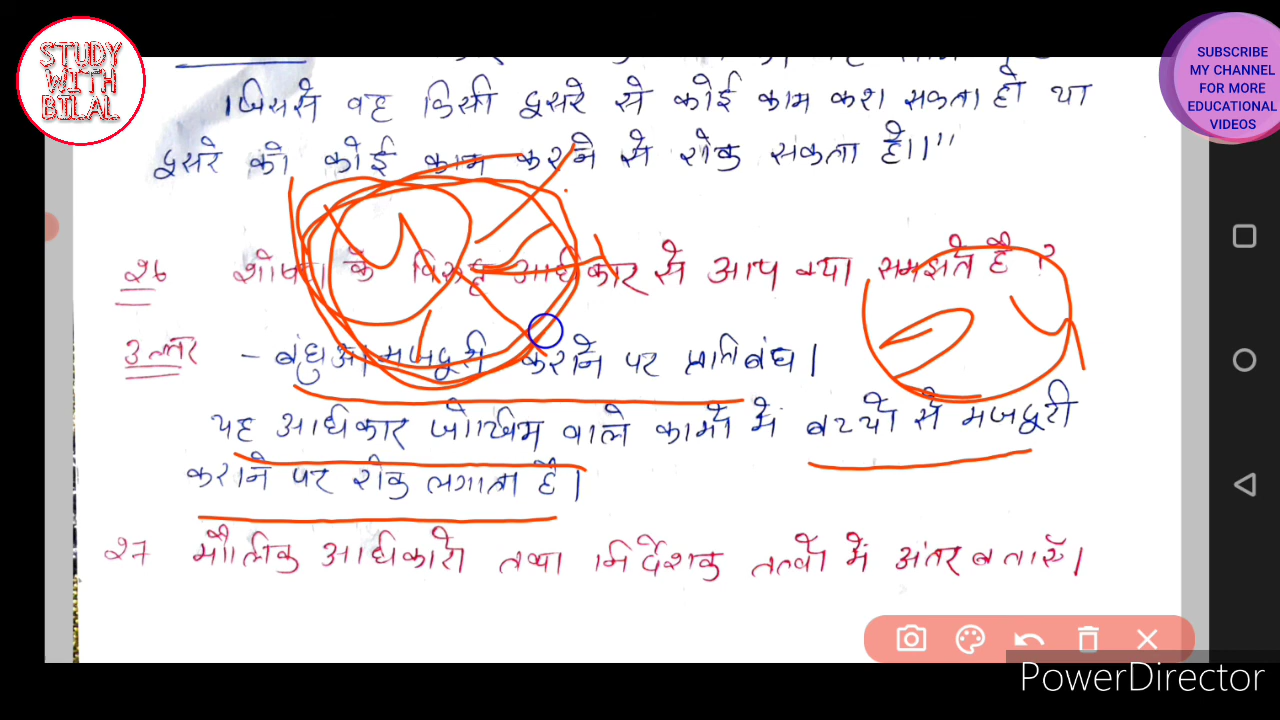 STUDY
WITH
BILAL
SUBSCRIBE
MY CHANNEL
FOR MORE
EDUCATIONAL
VIDEOS
जिससे वह किसी दूसरे से कोई काम करा सकता हो या
दूसरे को कोई काम करने से रोक सकता है।।"
26 शोषण के विरुद्ध अधिकार से आप क्या समझते हैं ?
उत्तर - बंधुआ मजदूरी कराने पर प्रतिबंध।
यह अधिकार जोखिम वाले कामों में बच्चों से मजदूरी
कराने पर रोक लगाता है।
27 मौलिक अधिकारों तथा निर्देशक तत्वों में अंतर बताएँ।
PowerDirector